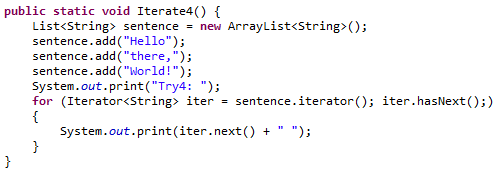 public static void Iterate4() {
    List<String> sentence = new ArrayList<String>();
    sentence.add("Hello");
    sentence.add("there,");
    sentence.add("World!");
    System.out.print("Try4: ");
    for (Iterator<String> iter = sentence.iterator(); iter.hasNext();)
    {
        System.out.print(iter.next() + " ");
    }
}